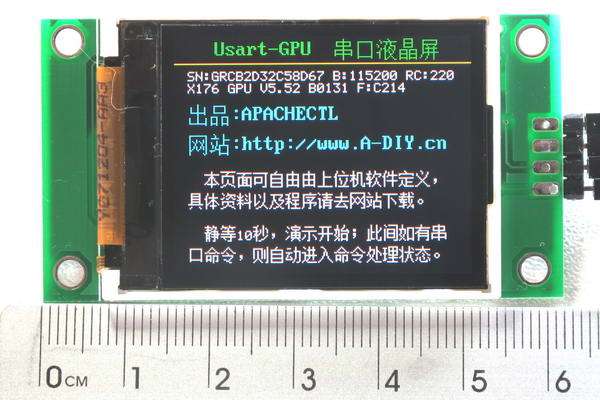 Usart-GPU 串口液晶屏
SN:GRCB2D32C58D67 B:115200 RC:220
X176 GPU V5.52 B0131 F:C214
出品:APACHECTL
网站:http://www.A-DIY.cn
本页面可自由由上位机软件定义，
具体资料以及程序请去网站下载。
静等10秒，演示开始；此间如有串
口命令，则自动进入命令处理状态。
YD71204-AA3
0CM 1 2 3 4 5 6